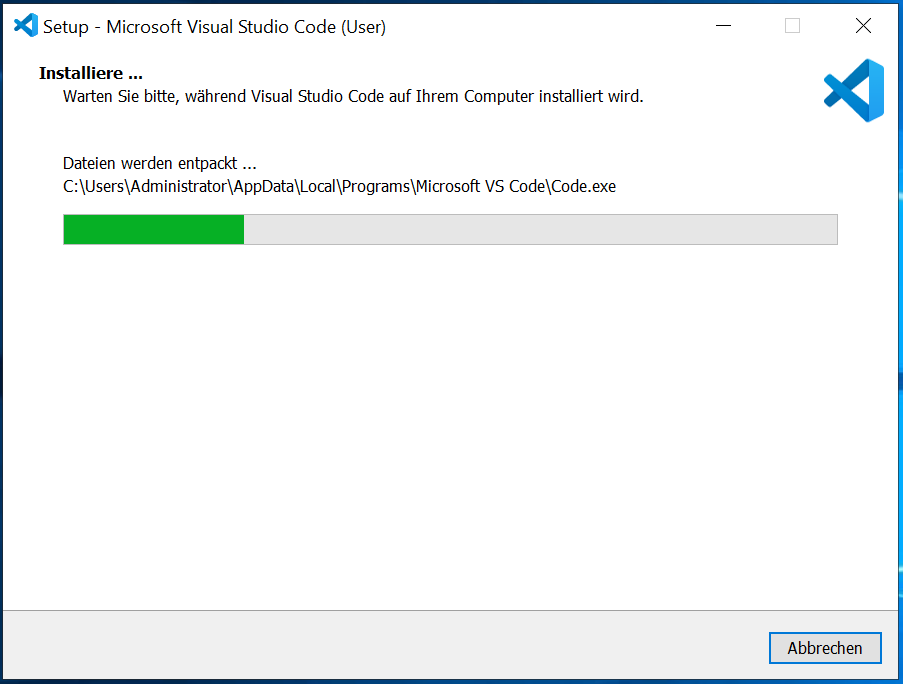 Setup - Microsoft Visual Studio Code (User)
Installiere ...
Warten Sie bitte, während Visual Studio Code auf Ihrem Computer installiert wird.
Dateien werden entpackt ...
C:\Users\Administrator\AppData\Local\Programs\Microsoft VS Code\Code.exe
Abbrechen